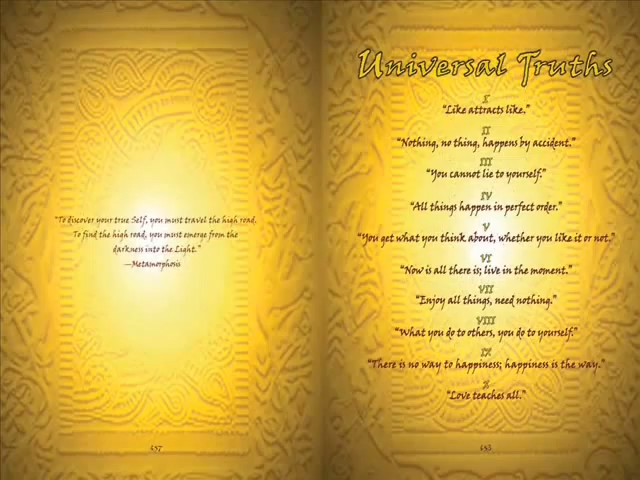 "To discover your true Self, you must travel the high road.
To find the high road, you must emerge from the
darkness into the Light."
—Metamorphosis
457
Universal Truths
I
"Like attracts like."
II
"Nothing, no thing, happens by accident."
III
"You cannot lie to yourself."
IV
"All things happen in perfect order."
V
"You get what you think about, whether you like it or not."
VI
"Now is all there is; live in the moment."
VII
"Enjoy all things, need nothing."
VIII
"What you do to others, you do to yourself."
IX
"There is no way to happiness; happiness is the way."
X
"Love teaches all."